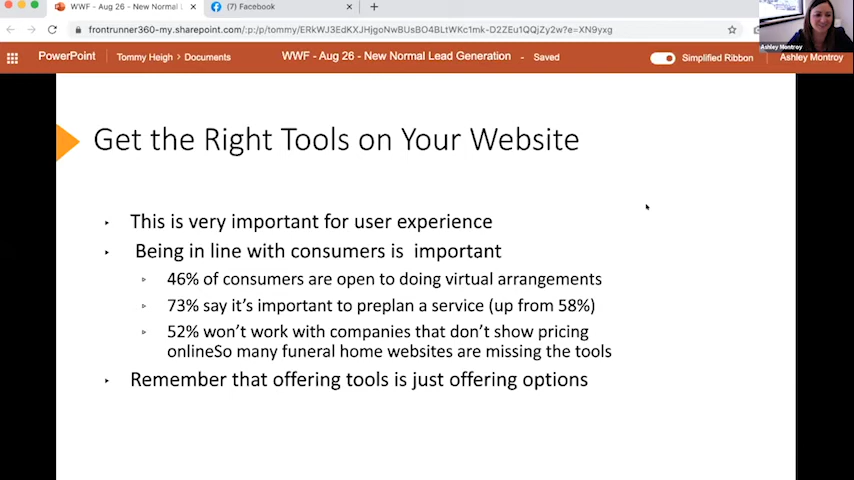 WWF - Aug 26 - New Normal L
(7) Facebook
frontrunner360-my.sharepoint.com/:p:/p/tommy/ERkWJ3EdKXJHjgoNwBUsBO4BLtWKc1mk-D2ZEu1QQjZy2w?e=XN9yxg
PowerPoint
Tommy Heigh > Documents
WWF - Aug 26 - New Normal Lead Generation - Saved
Simplified Ribbon
Ashley Montroy
Ashley Montroy
Get the Right Tools on Your Website
This is very important for user experience
Being in line with consumers is important
46% of consumers are open to doing virtual arrangements
73% say it's important to preplan a service (up from 58%)
52% won't work with companies that don't show pricing
onlineSo many funeral home websites are missing the tools
Remember that offering tools is just offering options